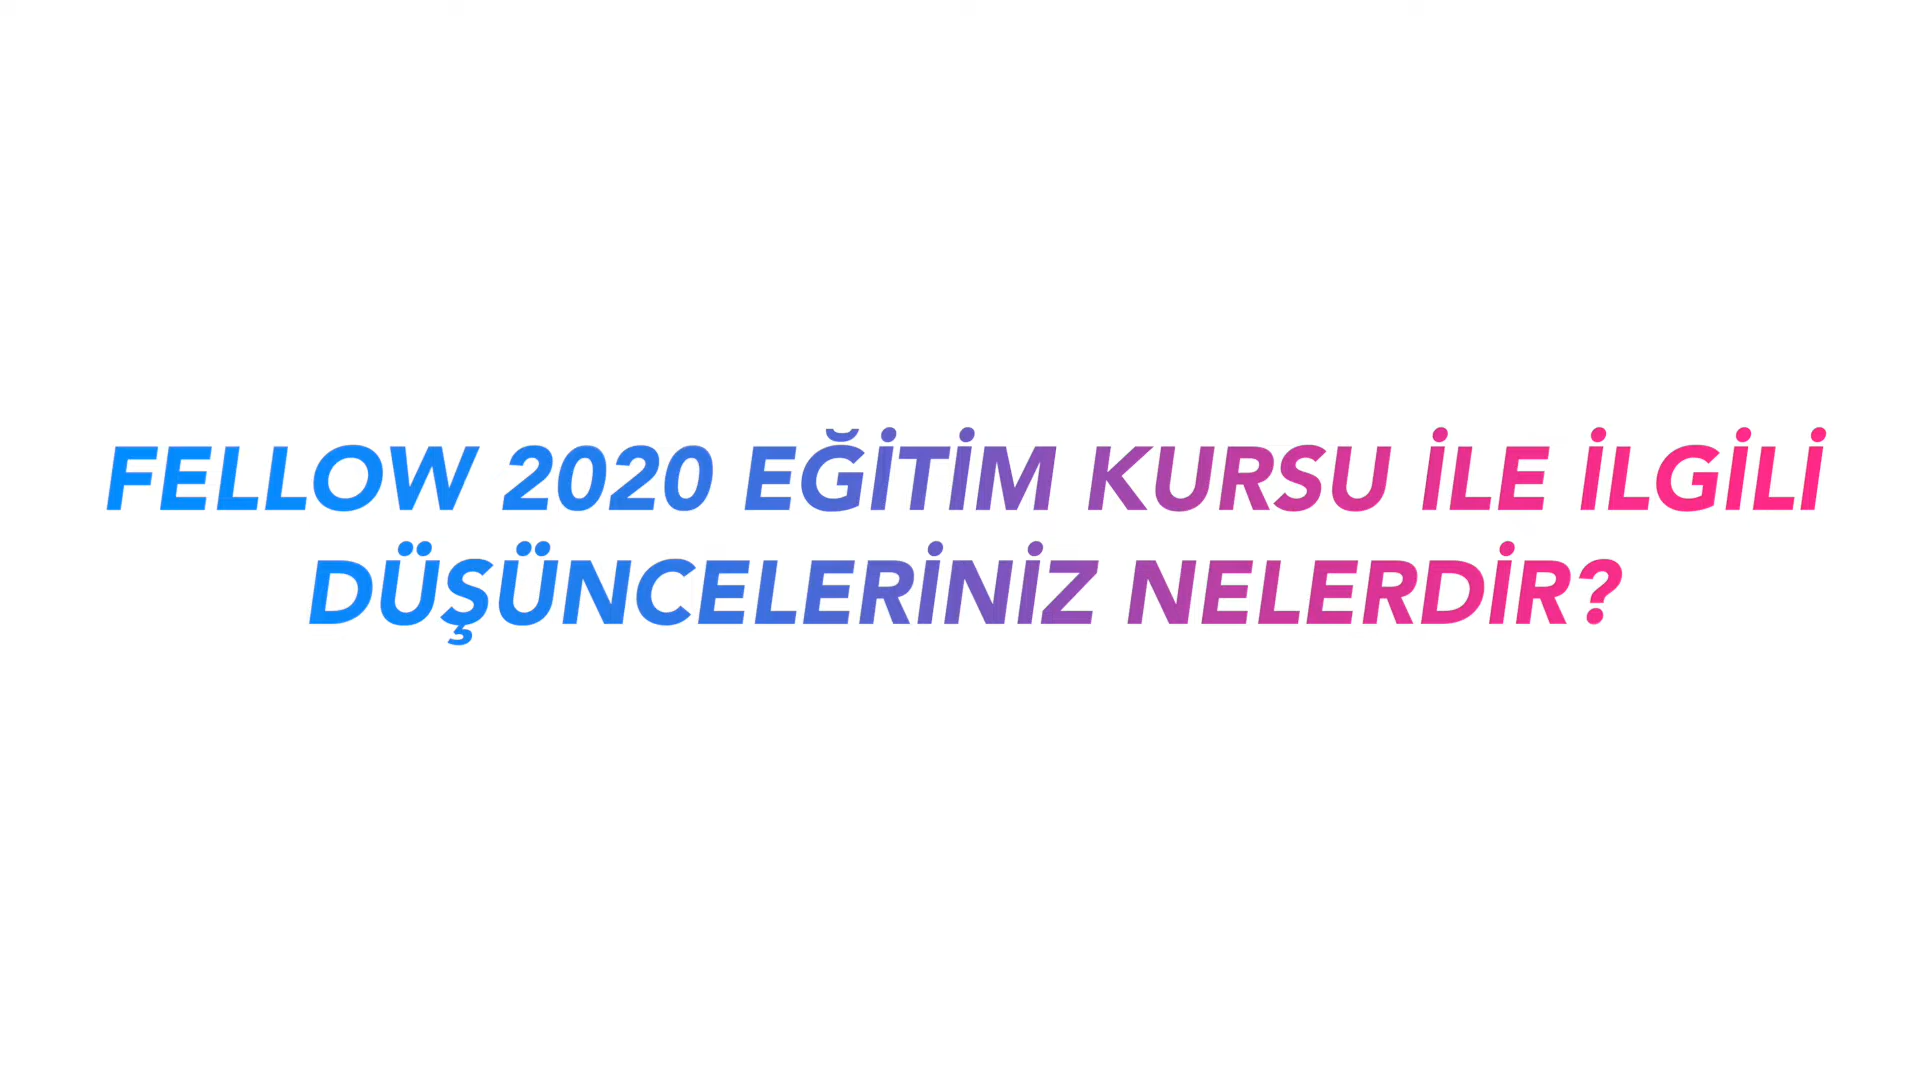 FELLOW 2020 EĞİTİM KURSU İLE İLGİLİ
DÜŞÜNCELERİNİZ NELERDİR?